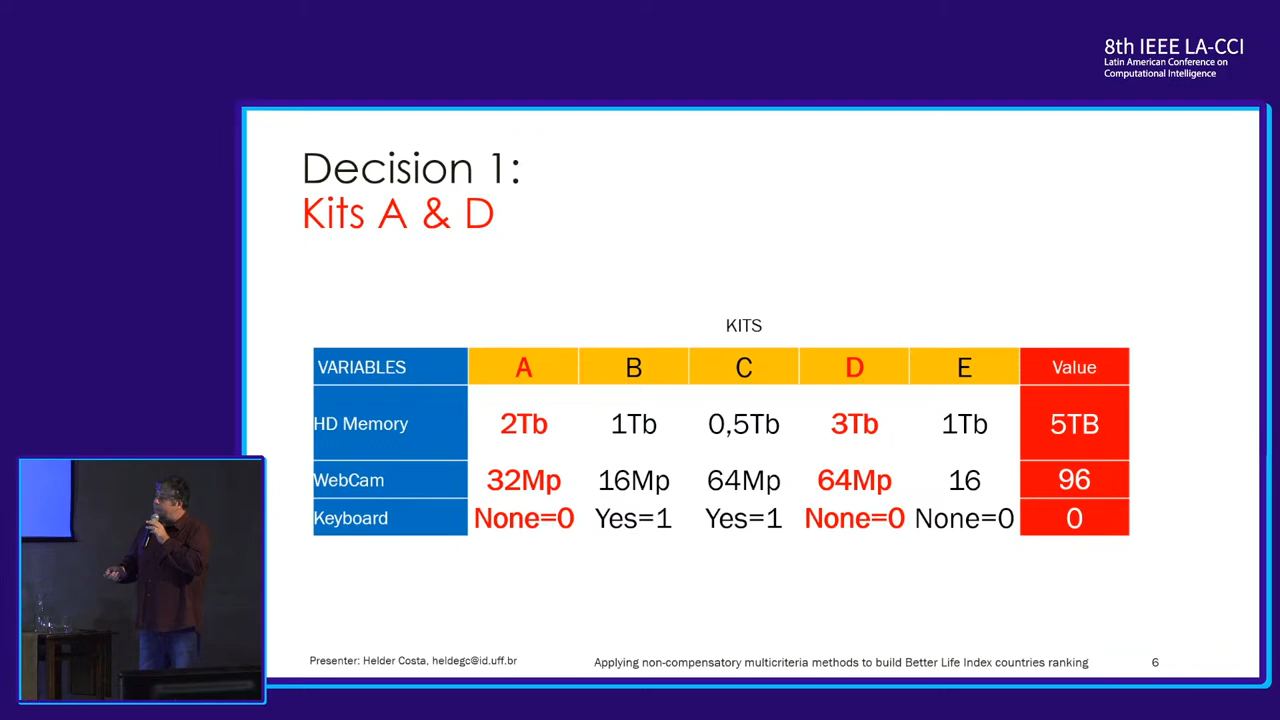 8th IEEE LA-CCI
Latin American Conference on
Computational Intelligence
Decision 1:
Kits A & D
KITS
VARIABLES A B C D E Value
HD Memory 2Tb 1Tb 0,5Tb 3Tb 1Tb 5TB
WebCam 32Mp 16Mp 64Mp 64Mp 16 96
Keyboard None=0 Yes=1 Yes=1 None=0 None=0 0
Presenter: Helder Costa, heldegc@id.uff.br
Applying non-compensatory multicriteria methods to build Better Life Index countries ranking
6